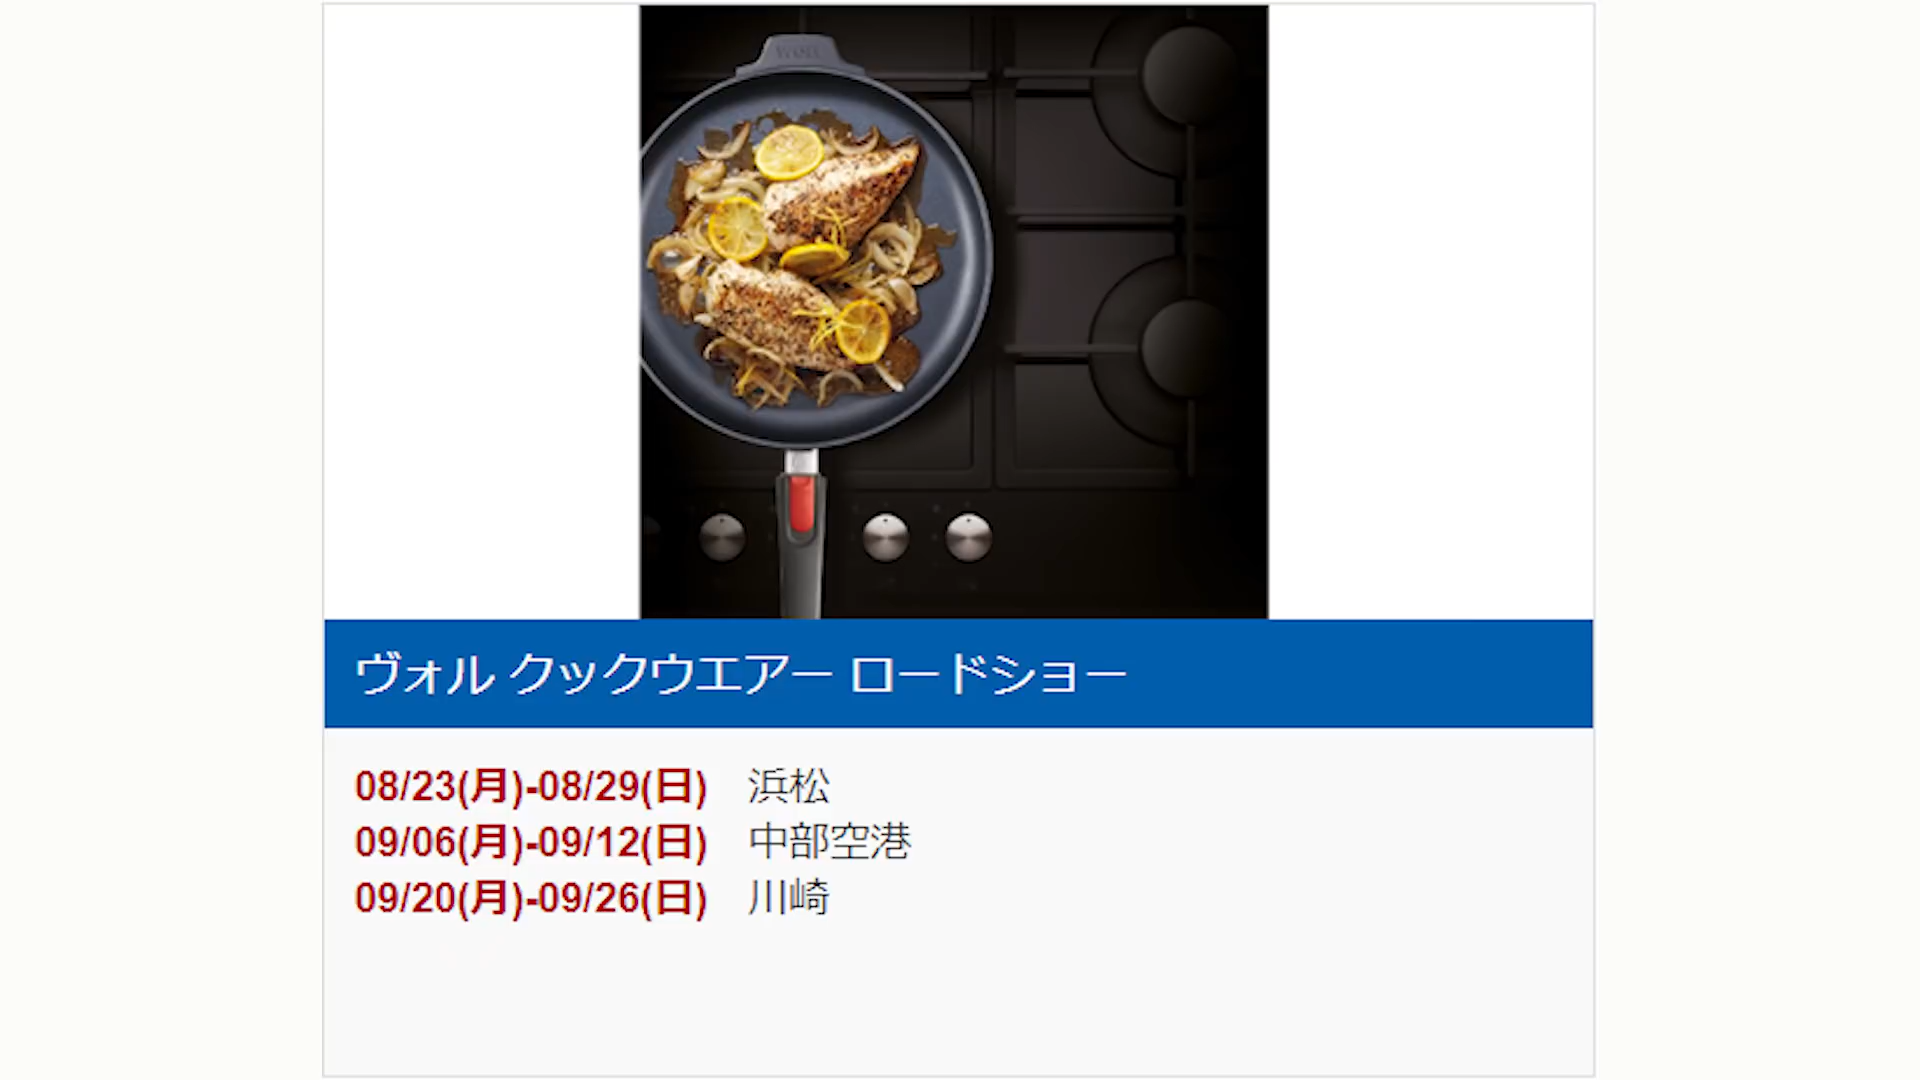 woll
ヴォル クックウエアー ロードショー
08/23(月)-08/29(日) 浜松
09/06(月)-09/12(日) 中部空港
09/20(月)-09/26(日) 川崎